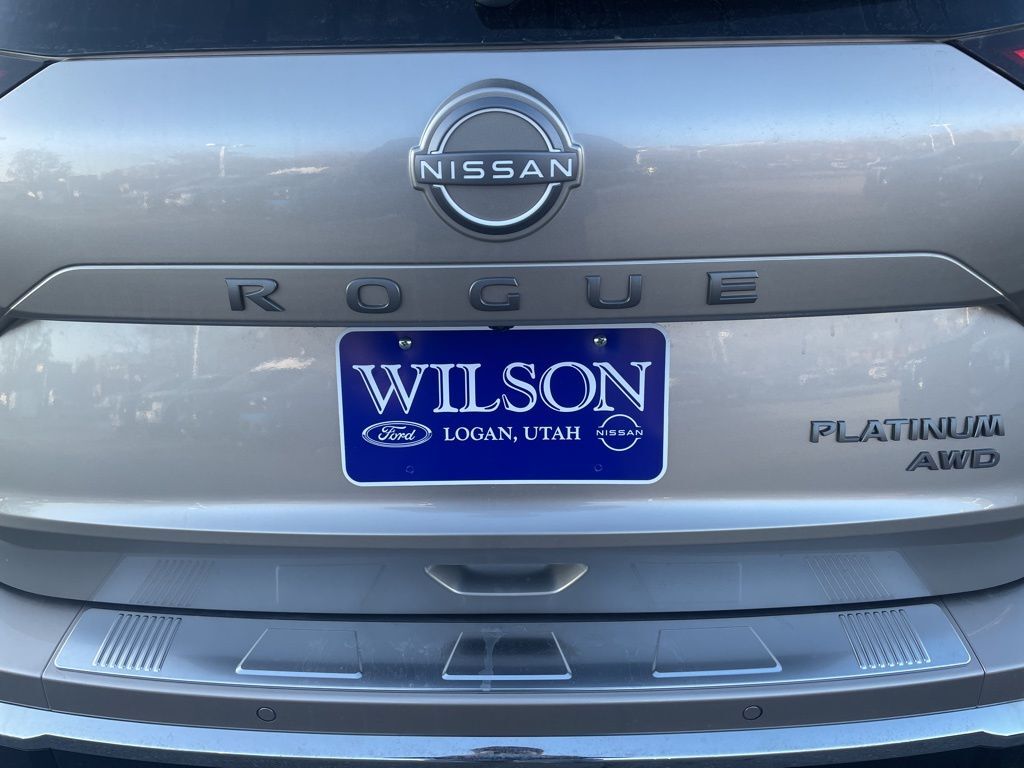 NISSAN
ROGUE
WILSON
Ford LOGAN, UTAH NISSAN
PLATINUM
AWD